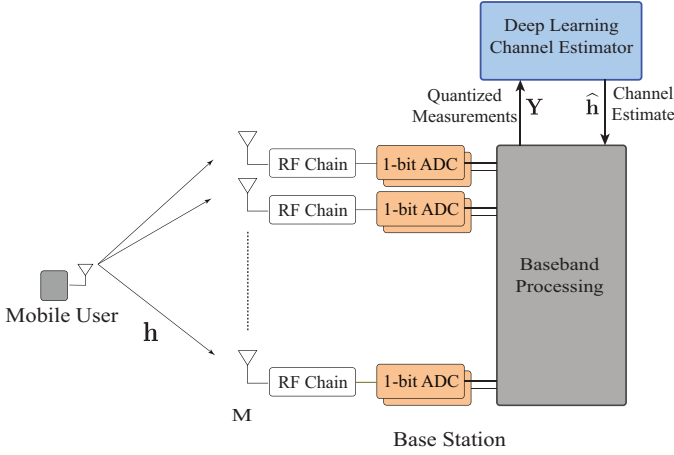 Deep Learning
Channel Estimator
Quantized
Measurements
Y
ĥ
Channel
Estimate
RF Chain
1-bit ADC
RF Chain
1-bit ADC
Baseband
Processing
Mobile User
h
RF Chain
1-bit ADC
M
Base Station